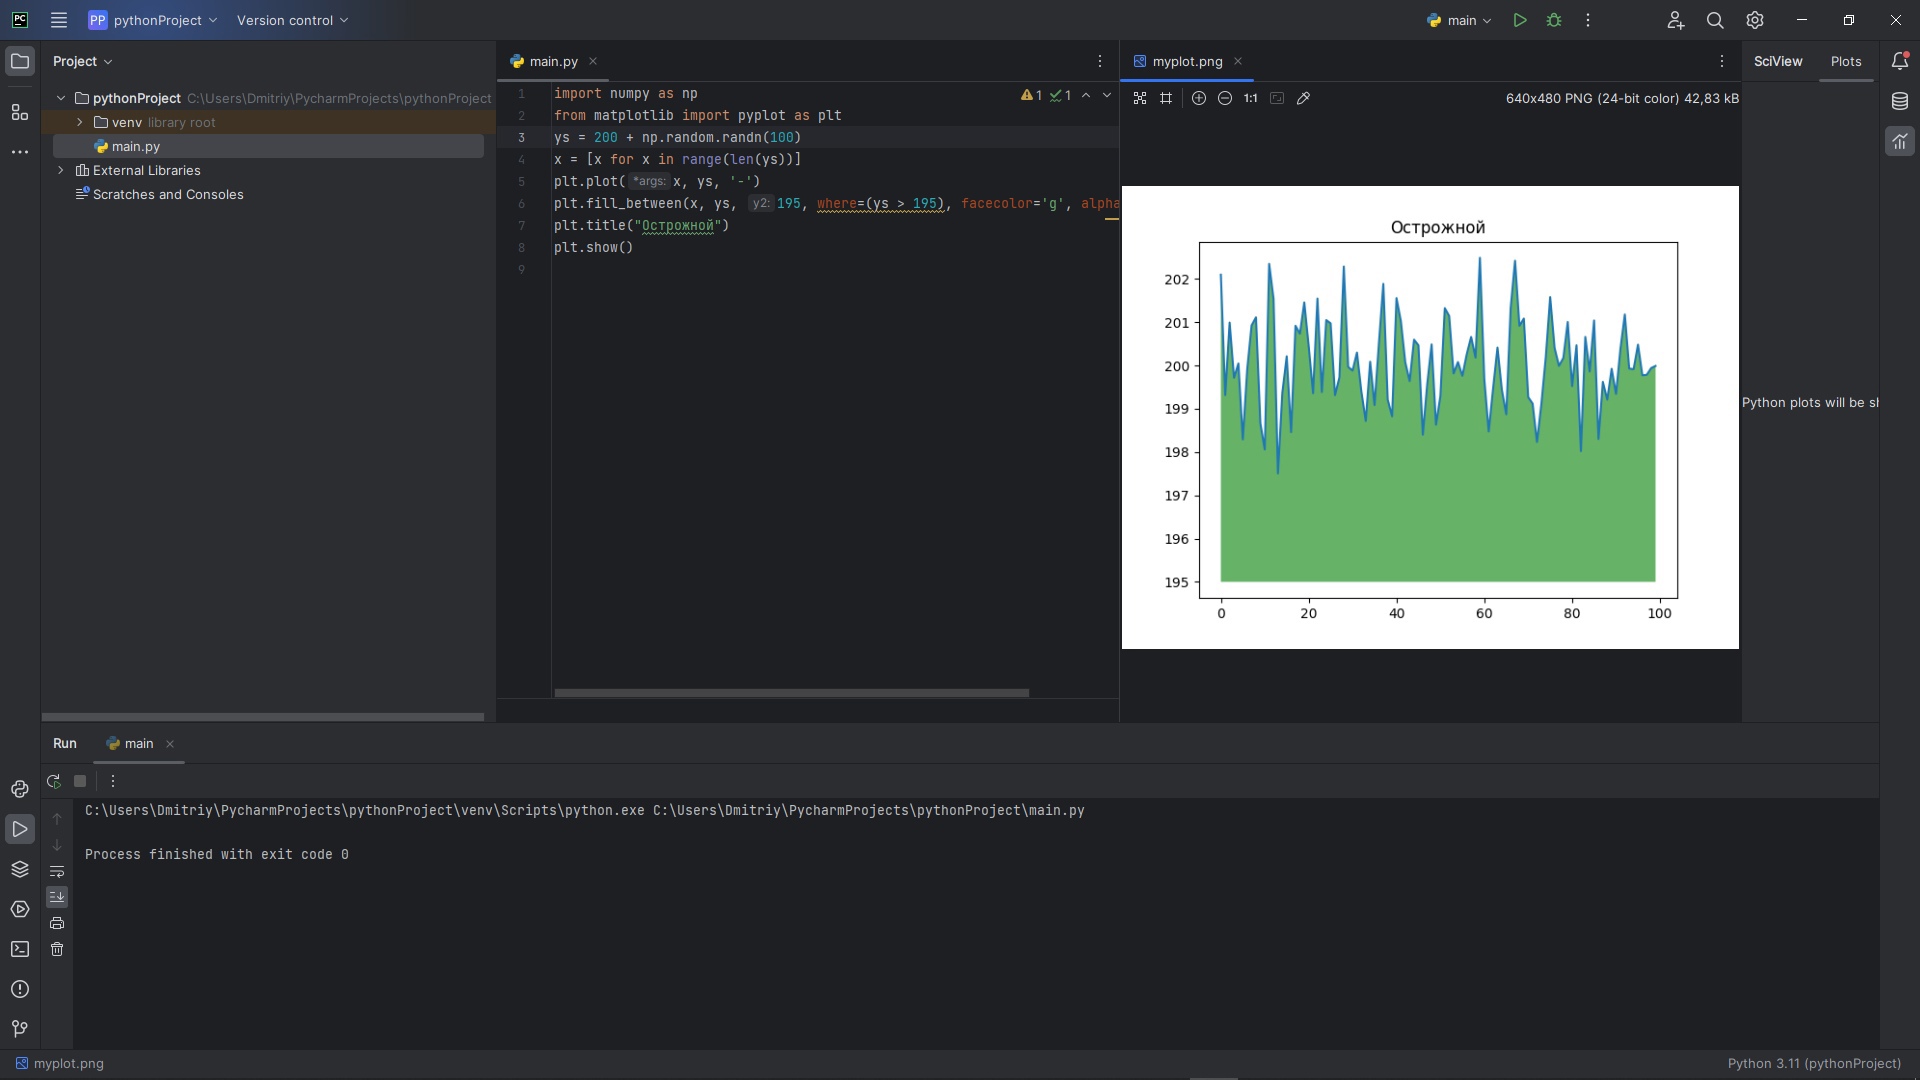 PC
PP pythonProject
Version control
main
Project
pythonProject C:\Users\Dmitriy\PycharmProjects\pythonProject
venv library root
main.py
External Libraries
Scratches and Consoles
main.py
1 import numpy as np
2 from matplotlib import pyplot as plt
3 ys = 200 + np.random.randn(100)
4 x = [x for x in range(len(ys))]
5 plt.plot( *args: x, ys, '-')
6 plt.fill_between(x, ys, y2: 195, where=(ys > 195), facecolor='g', alpha
7 plt.title("Острожной")
8 plt.show()
9
1 1
myplot.png
1:1
640x480 PNG (24-bit color) 42,83 kB
Острожной
202
201
200
199
198
197
196
195
0 20 40 60 80 100
SciView Plots
Python plots will be
Run main
C:\Users\Dmitriy\PycharmProjects\pythonProject\venv\Scripts\python.exe C:\Users\Dmitriy\PycharmProjects\pythonProject\main.py
Process finished with exit code 0
myplot.png
Python 3.11 (pythonProject)